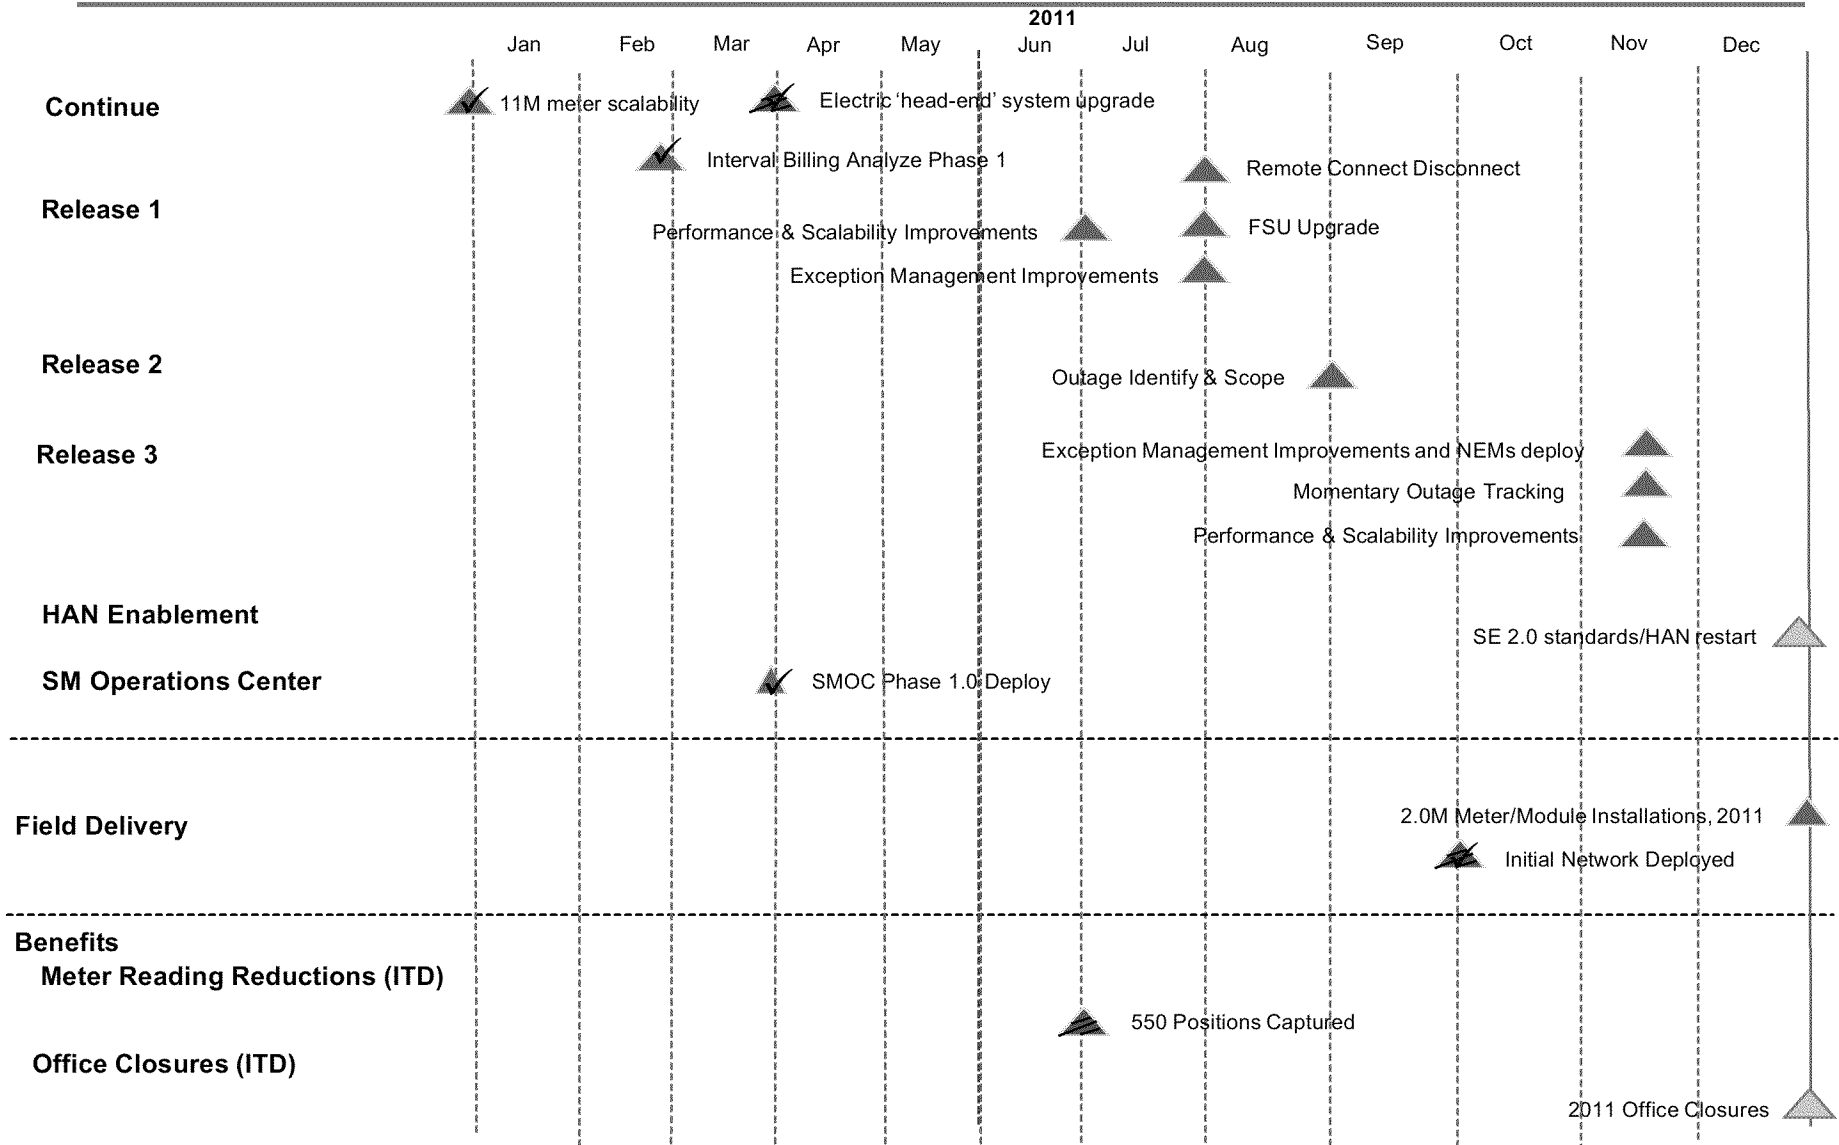 2011
Jan Feb Mar Apr May Jun Jul Aug Sep Oct Nov Dec
Continue
11M meter scalability
Electric ‘head-end’ system upgrade
Interval Billing Analyze Phase 1
Remote Connect Disconnect
Release 1
Performance & Scalability Improvements
FSU Upgrade
Exception Management Improvements
Release 2
Outage Identify & Scope
Release 3
Exception Management Improvements and NEMs deploy
Momentary Outage Tracking
Performance & Scalability Improvements
HAN Enablement
SE 2.0 standards/HAN restart
SM Operations Center
SMOC Phase 1.0 Deploy
Field Delivery
2.0M Meter/Module Installations, 2011
Initial Network Deployed
Benefits
Meter Reading Reductions (ITD)
550 Positions Captured
Office Closures (ITD)
2011 Office Closures